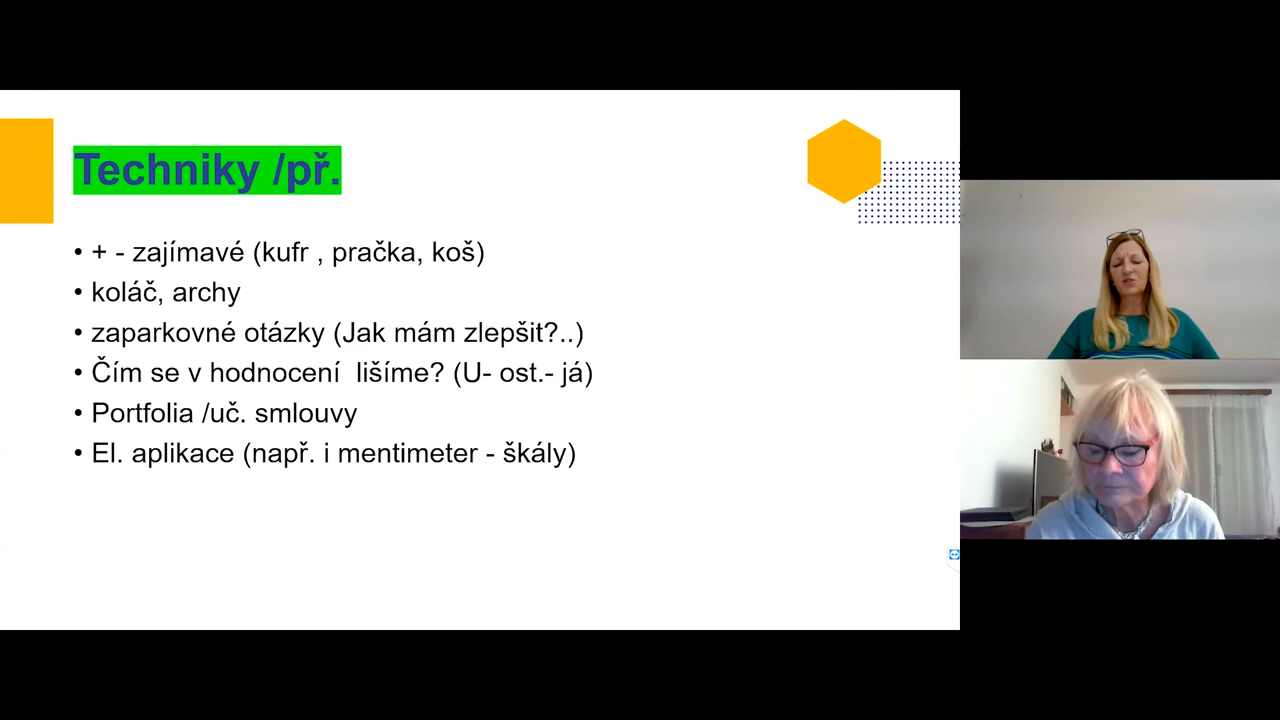 Techniky /př.
• + - zajímavé (kufr , pračka, koš)
• koláč, archy
• zaparkovné otázky (Jak mám zlepšit?..)
• Čím se v hodnocení  lišíme? (U- ost.- já)
• Portfolia /uč. smlouvy
• El. aplikace (např. i mentimeter - škály)